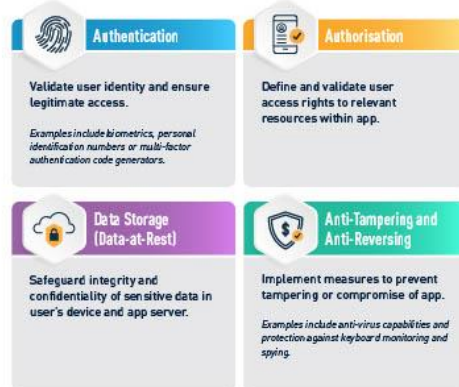 Authentication
Validate user identity and ensure
legitimate access.
Examples include biometrics, personal
identification numbers or multi-factor
authentication code generators.
Authorisation
Define and validate user
access rights to relevant
resources within app.
Data Storage
(Data-at-Rest)
Safeguard integrity and
confidentiality of sensitive data in
user's device and app server.
Anti-Tampering and
Anti-Reversing
Implement measures to prevent
tampering or compromise of app.
Examples include anti-virus capabilities and
protection against keyboard monitoring and
spying.